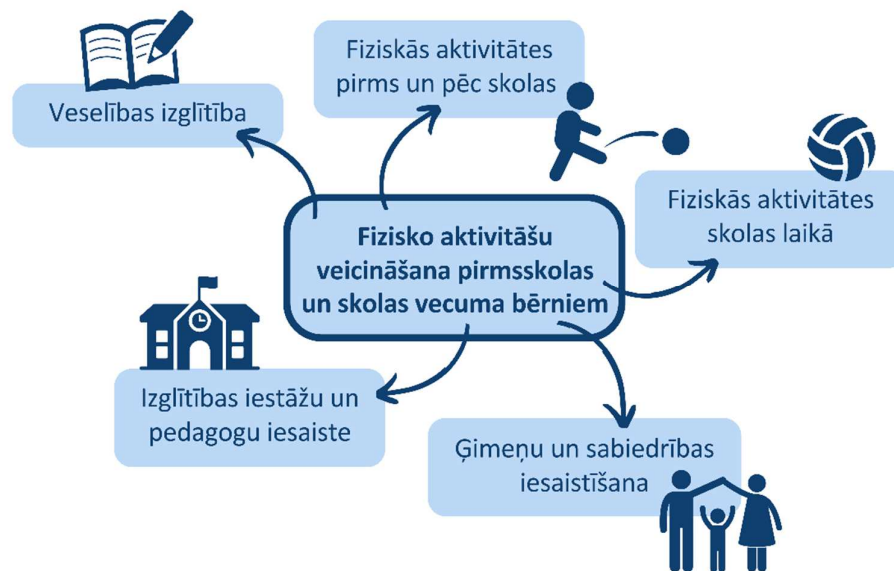 Veselības izglītība
Fiziskās aktivitātes
pirms un pēc skolas
Fiziskās aktivitātes
skolas laikā
Fizisko aktivitāšu
veicināšana pirmsskolas
un skolas vecuma bērniem
Izglītības iestāžu un
pedagogu iesaiste
Ģimeņu un sabiedrības
iesaistīšana